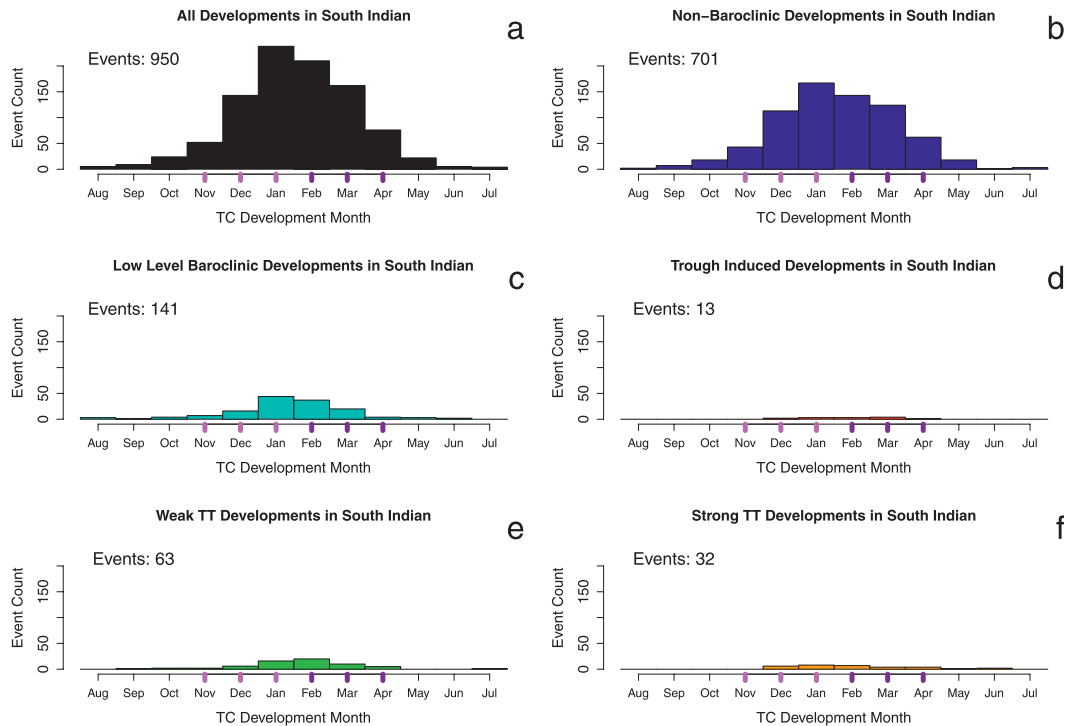 All Developments in South Indian
a
Events: 950
Event Count
0
50
150
Aug Sep Oct Nov Dec Jan Feb Mar Apr May Jun Jul
TC Development Month
Non−Baroclinic Developments in South Indian
b
Events: 701
Event Count
0
50
150
Aug Sep Oct Nov Dec Jan Feb Mar Apr May Jun Jul
TC Development Month
Low Level Baroclinic Developments in South Indian
c
Events: 141
Event Count
0
50
150
Aug Sep Oct Nov Dec Jan Feb Mar Apr May Jun Jul
TC Development Month
Trough Induced Developments in South Indian
d
Events: 13
Event Count
0
50
150
Aug Sep Oct Nov Dec Jan Feb Mar Apr May Jun Jul
TC Development Month
Weak TT Developments in South Indian
e
Events: 63
Event Count
0
50
150
Aug Sep Oct Nov Dec Jan Feb Mar Apr May Jun Jul
TC Development Month
Strong TT Developments in South Indian
f
Events: 32
Event Count
0
50
150
Aug Sep Oct Nov Dec Jan Feb Mar Apr May Jun Jul
TC Development Month